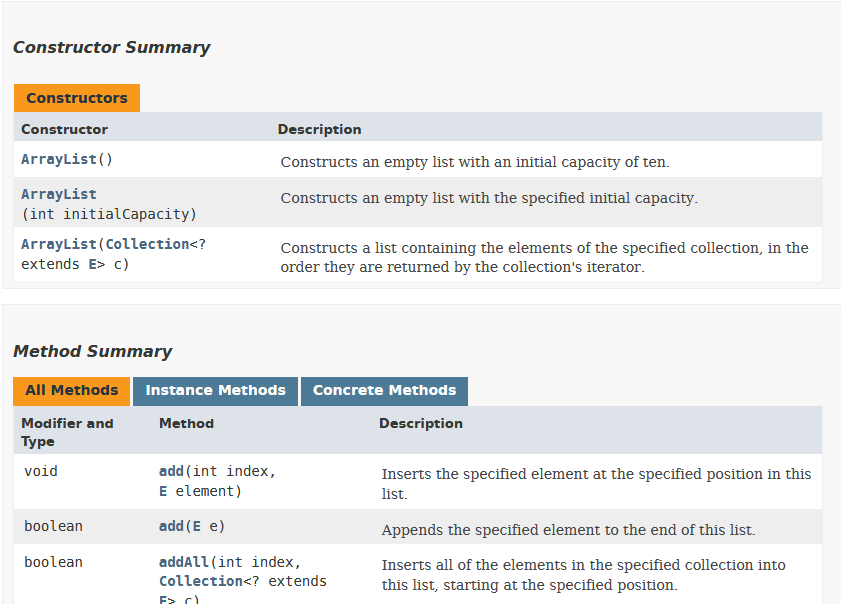 Constructor Summary
Constructors
Constructor Description
ArrayList() Constructs an empty list with an initial capacity of ten.
ArrayList
(int initialCapacity) Constructs an empty list with the specified initial capacity.
ArrayList(Collection<? Constructs a list containing the elements of the specified collection, in the
extends E> c) order they are returned by the collection's iterator.
Method Summary
All Methods Instance Methods Concrete Methods
Modifier and Method Description
Type
void add(int index, Inserts the specified element at the specified position in this
E element) list.
boolean add(E e) Appends the specified element to the end of this list.
boolean addAll(int index, Inserts all of the elements in the specified collection into
Collection<? extends this list, starting at the specified position.
E> c)